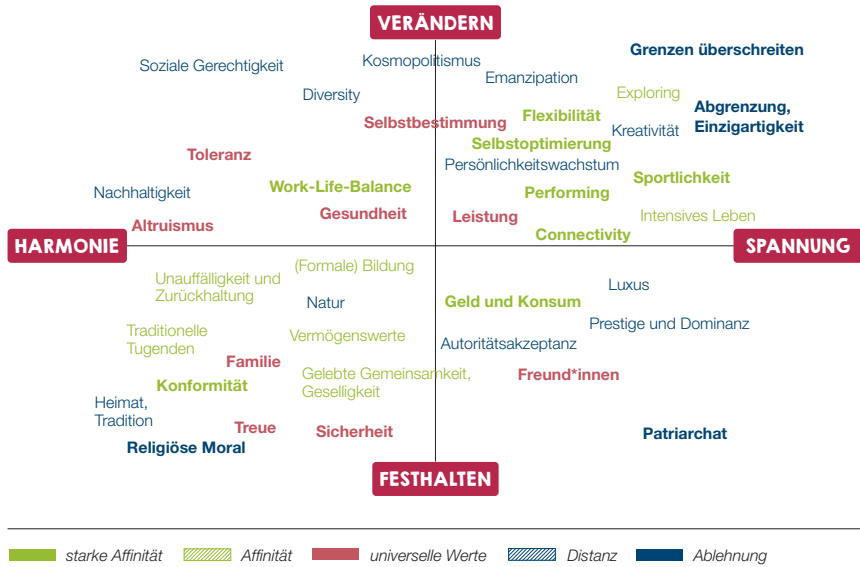 VERÄNDERN
Grenzen überschreiten
Kosmopolitismus
Soziale Gerechtigkeit
Emanzipation
Exploring
Diversity
Abgrenzung,
Einzigartigkeit
Flexibilität
Selbstbestimmung
Kreativität
Selbstoptimierung
Toleranz
Persönlichkeitswachstum
Sportlichkeit
Work-Life-Balance
Nachhaltigkeit
Performing
Gesundheit
Leistung
Intensives Leben
Altruismus
Connectivity
HARMONIE
SPANNUNG
(Formale) Bildung
Unauffälligkeit und
Zurückhaltung
Luxus
Natur
Geld und Konsum
Prestige und Dominanz
Traditionelle
Tugenden
Vermögenswerte
Autoritätsakzeptanz
Familie
Gelebte Gemeinsamkeit,
Geselligkeit
Freund*innen
Konformität
Heimat,
Tradition
Treue
Sicherheit
Patriarchat
Religiöse Moral
FESTHALTEN
starke Affinität
Affinität
universelle Werte
Distanz
Ablehnung